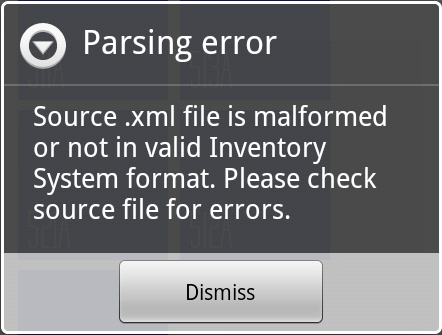 Parsing error
Source .xml file is malformed
or not in valid Inventory
System format. Please check
source file for errors.
Dismiss